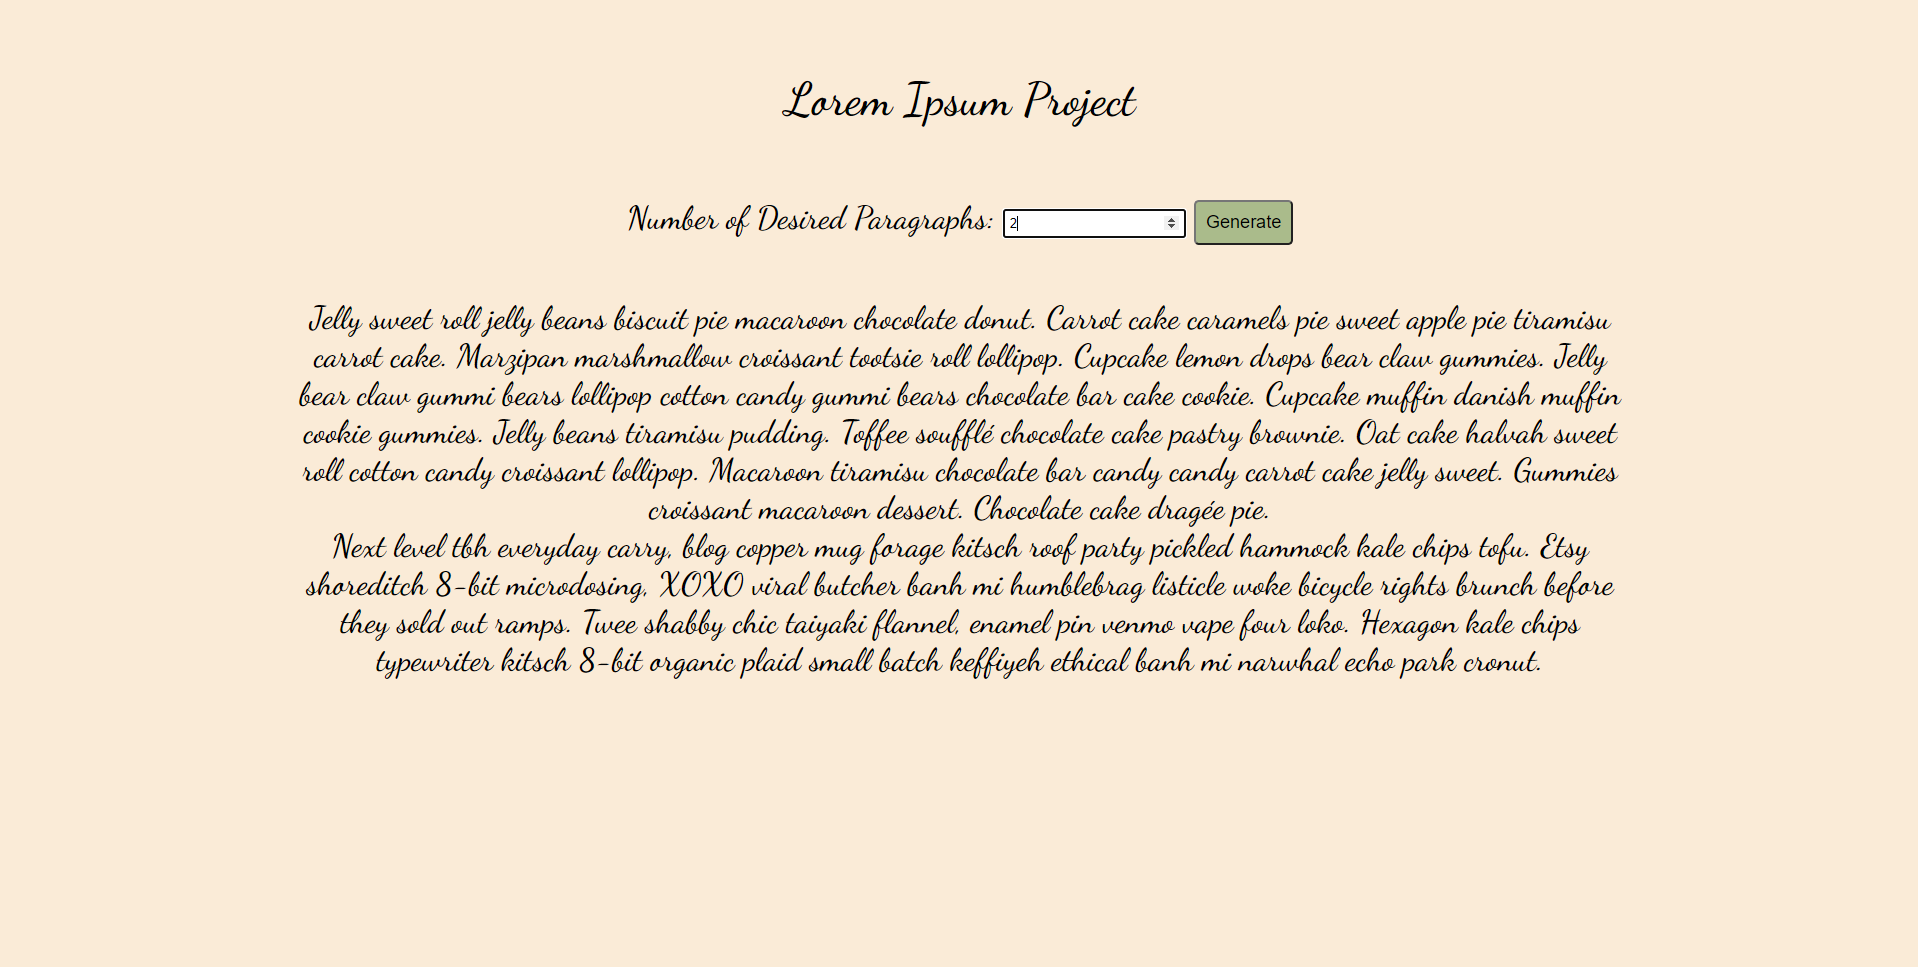 Lorem Ipsum Project
Number of Desired Paragraphs: 2 Generate
Jelly sweet roll jelly beans biscuit pie macaroon chocolate donut. Carrot cake caramels pie sweet apple pie tiramisu
carrot cake. Marzipan marshmallow croissant tootsie roll lollipop. Cupcake lemon drops bear claw gummies. Jelly
bear claw gummi bears lollipop cotton candy gummi bears chocolate bar cake cookie. Cupcake muffin danish muffin
cookie gummies. Jelly beans tiramisu pudding. Toffee soufflé chocolate cake pastry brownie. Oat cake halvah sweet
roll cotton candy croissant lollipop. Macaroon tiramisu chocolate bar candy candy carrot cake jelly sweet. Gummies
croissant macaroon dessert. Chocolate cake dragée pie.
Next level tbh everyday carry, blog copper mug forage kitsch roof party pickled hammock kale chips tofu. Etsy
shoreditch 8-bit microdosing, XOXO viral butcher banh mi humblebrag listicle woke bicycle rights brunch before
they sold out ramps. Twee shabby chic taiyaki flannel, enamel pin venmo vape four loko. Hexagon kale chips
typewriter kitsch 8-bit organic plaid small batch keffiyeh ethical banh mi narwhal echo park cronut.